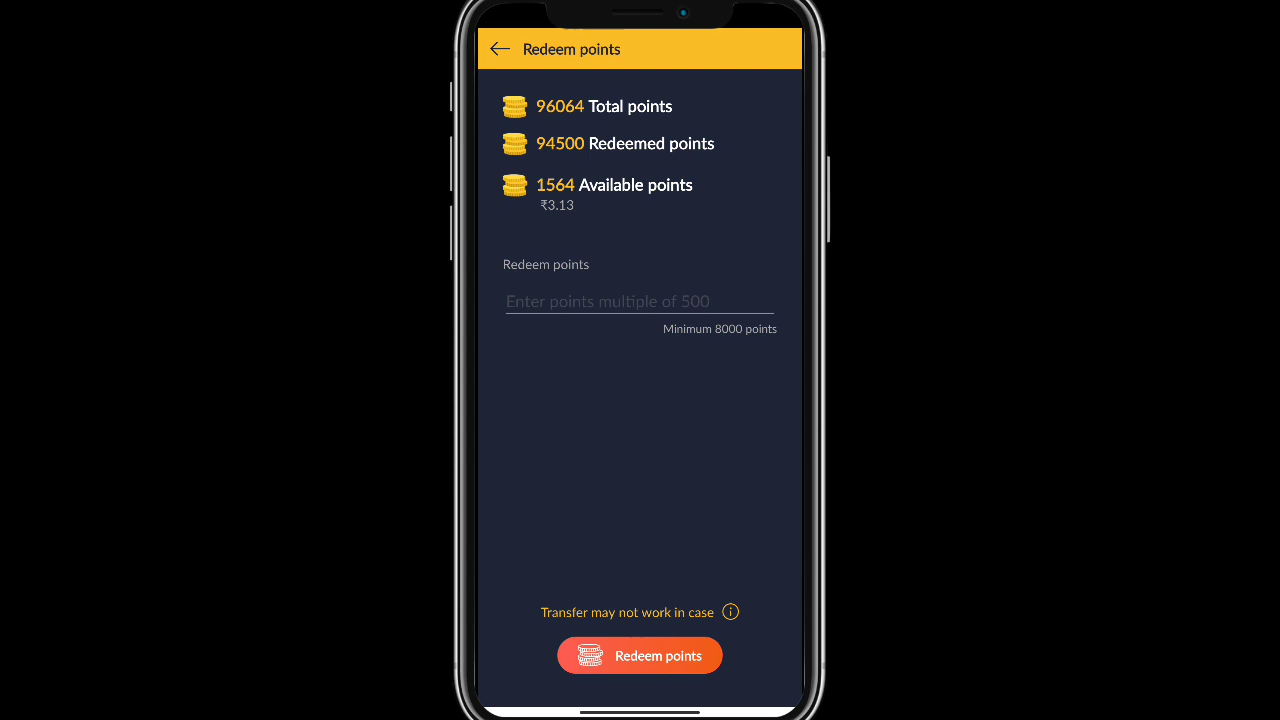 Redeem points
96064 Total points
94500 Redeemed points
1564 Available points
₹3.13
Redeem points
Enter points multiple of 500
Minimum 8000 points
Transfer may not work in case
Redeem points